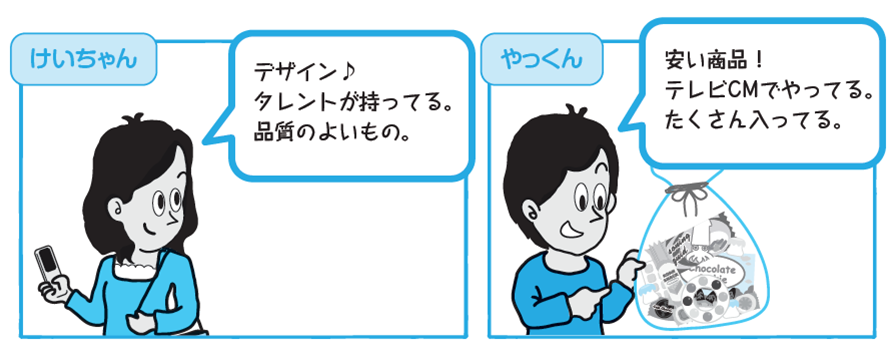 けいちゃん
デザイン♪
タレントが持ってる。
品質のよいもの。
やっくん
安い商品！
テレビCMでやってる。
たくさん入ってる。
Chocolate